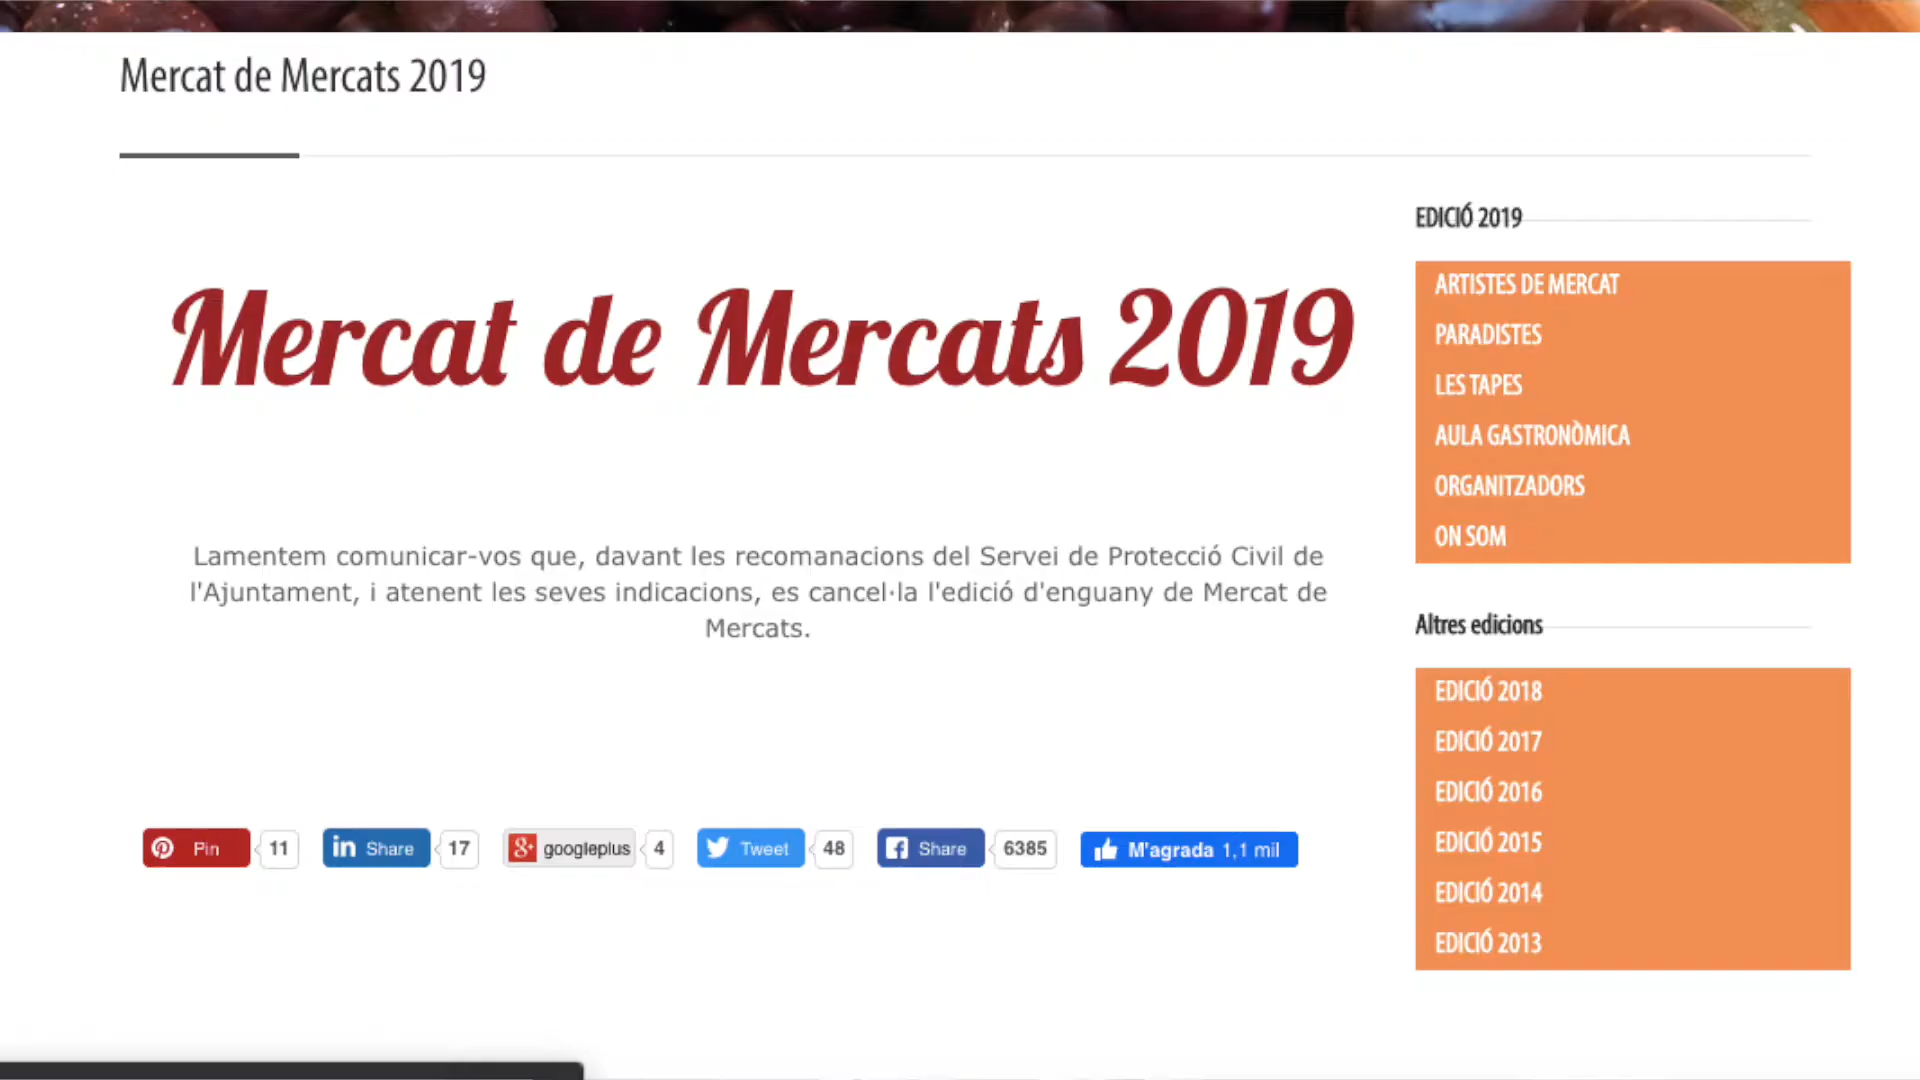 Mercat de Mercats 2019
Mercat de Mercats 2019
Lamentem comunicar-vos que, davant les recomanacions del Servei de Protecció Civil de
l'Ajuntament, i atenent les seves indicacions, es cancel·la l'edició d'enguany de Mercat de
Mercats.
Pin 11 Share 17 googleplus 4 Tweet 48 Share 6385 M'agrada 1,1 mil
EDICIÓ 2019
ARTISTES DE MERCAT
PARADISTES
LES TAPES
AULA GASTRONÒMICA
ORGANITZADORS
ON SOM
Altres edicions
EDICIÓ 2018
EDICIÓ 2017
EDICIÓ 2016
EDICIÓ 2015
EDICIÓ 2014
EDICIÓ 2013